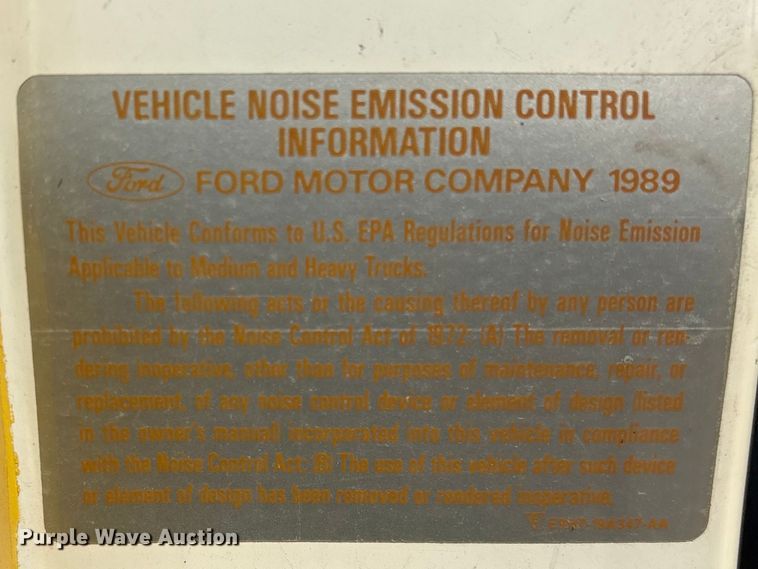 VEHICLE NOISE EMISSION CONTROL
INFORMATION
Ford FORD MOTOR COMPANY 1989
This Vehicle Conforms to U.S. EPA Regulations for Noise Emission
Applicable to Medium and Heavy Trucks.
The following acts or the causing thereof by any person are
prohibited by the Noise Control Act of 1972: (A) The removal or ren-
dering inoperative, other than for purposes of maintenance, repair, or
replacement, of any noise control device or element of design (listed
in the owner's manual) incorporated into this vehicle in compliance
with the Noise Control Act; (B) The use of this vehicle after such device
or element of design has been removed or rendered inoperative.
Purple Wave Auction